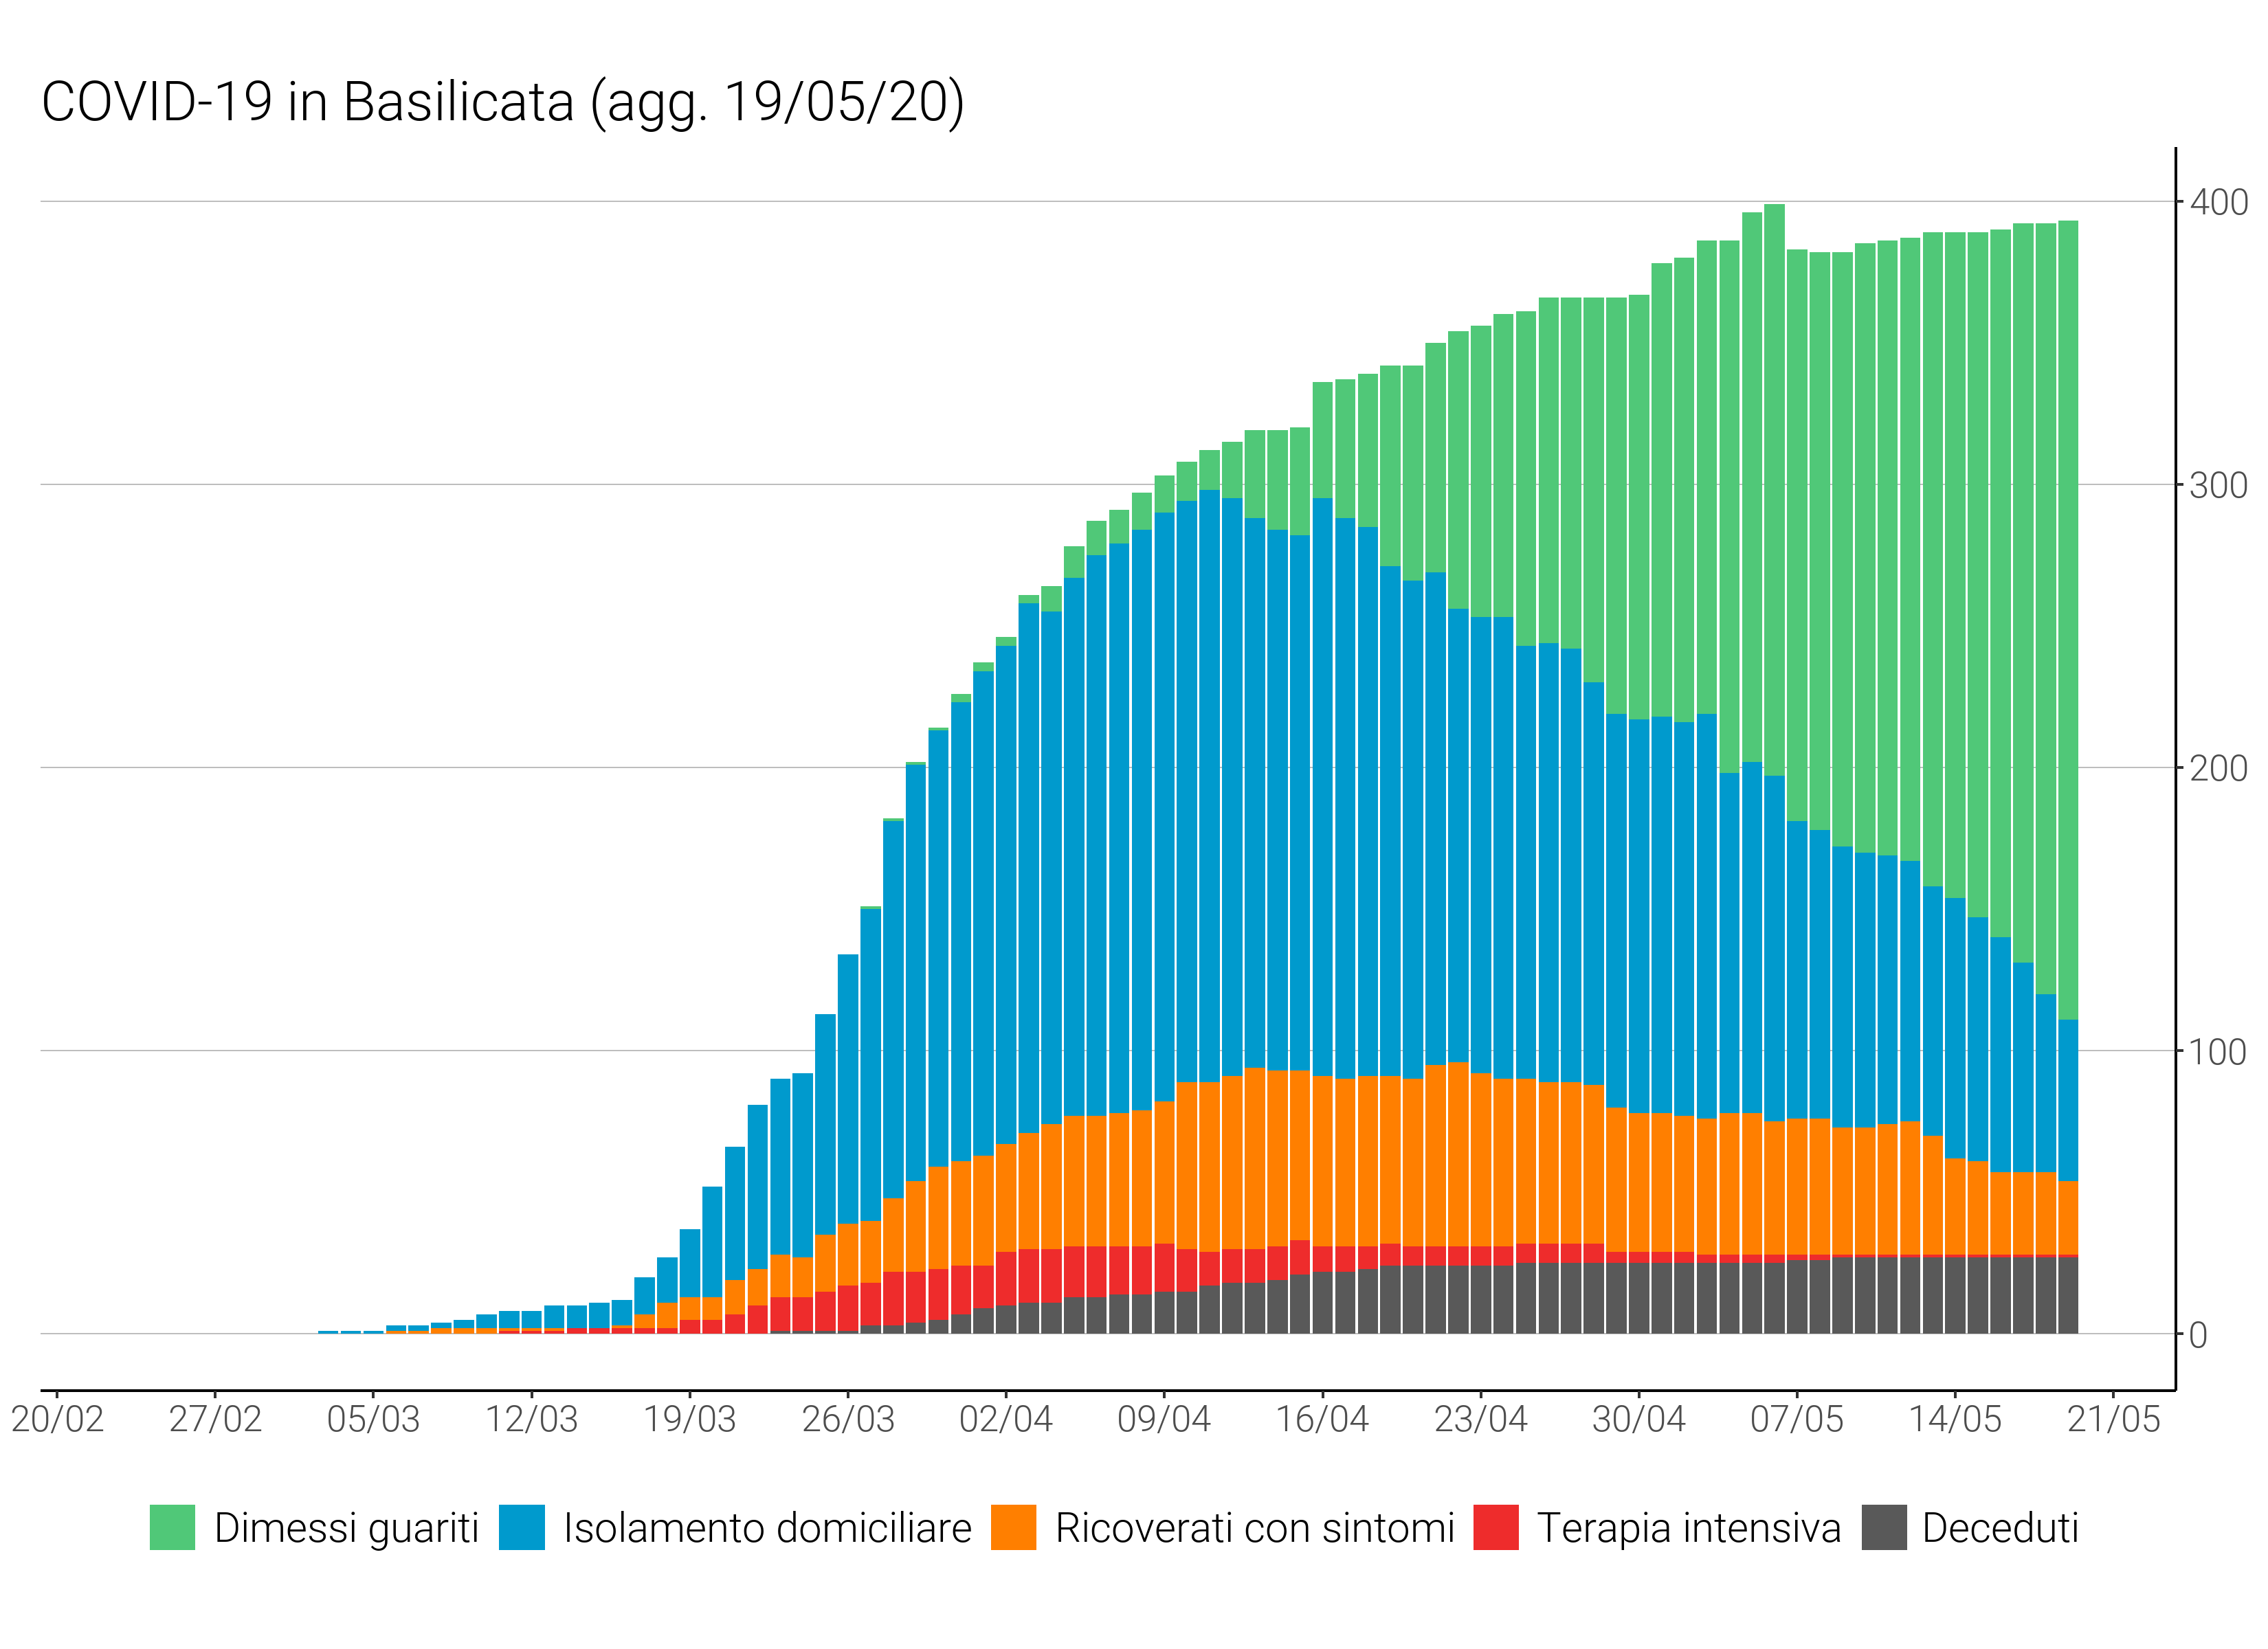 COVID-19 in Basilicata (agg. 19/05/20)
400
300
200
100
0
20/02 27/02 05/03 12/03 19/03 26/03 02/04 09/04 16/04 23/04 30/04 07/05 14/05 21/05
Dimessi guariti Isolamento domiciliare Ricoverati con sintomi Terapia intensiva Deceduti